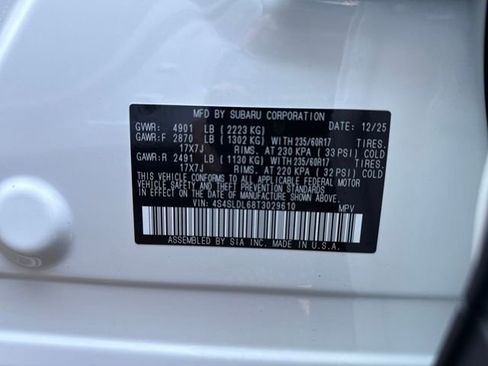 MFD BY SUBARU CORPORATION
GVWR: 4901 LB (2223 KG) DATE: 12/25
GAWR:F 2870 LB (1302 KG) WITH 235/60R17 TIRES.
17X7J RIMS. AT 230 KPA (33 PSI) COLD
GAWR:R 2491 LB (1130 KG) WITH 235/60R17 TIRES.
17X7J RIMS. AT 220 KPA (32 PSI) COLD
THIS VEHICLE CONFORMS TO ALL APPLICABLE FEDERAL MOTOR
VEHICLE SAFETY AND THEFT PREVENTION STANDARDS IN
EFFECT ON THE DATE OF MANUFACTURE SHOWN ABOVE.
VIN: 4S4SLDL68T3029610 MPV
ASSEMBLED BY SIA INC. MADE IN U.S.A.